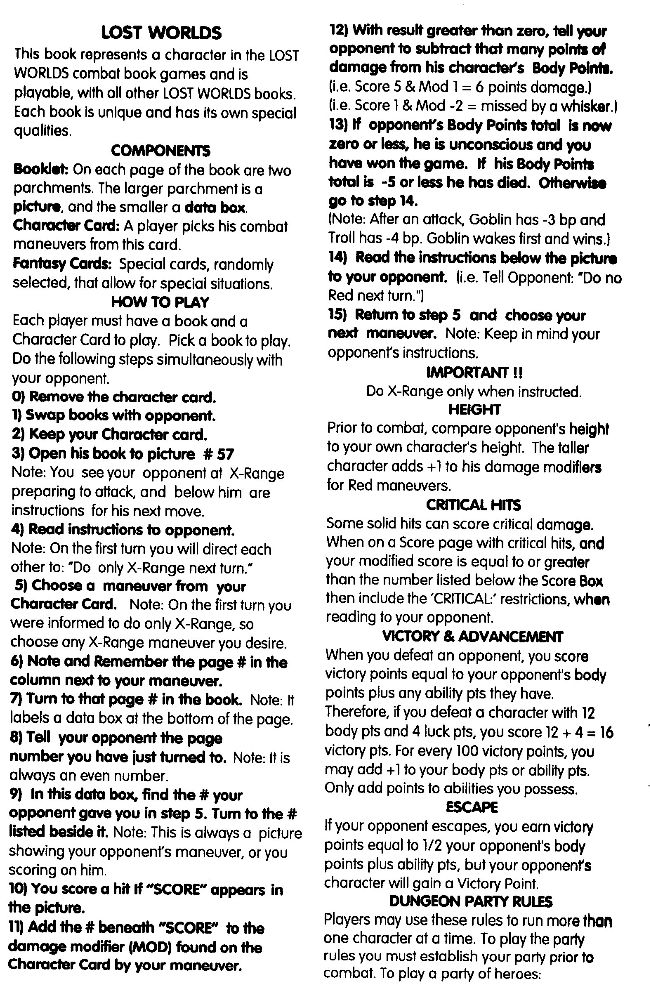 LOST WORLDS
This book represents a character in the LOST
WORLDS combat book games and is
playable, with all other LOST WORLDS books.
Each book is unique and has its own special
qualities.
COMPONENTS
Booklet: On each page of the book are two
parchments. The larger parchment is a
picture, and the smaller a data box.
Character Card: A player picks his combat
maneuvers from this card.
Fantasy Cards: Special cards, randomly
selected, that allow for special situations.
HOW TO PLAY
Each player must have a book and a
Character Card to play. Pick a book to play.
Do the following steps simultaneously with
your opponent.
0) Remove the character card.
1) Swap books with opponent.
2) Keep your Character card.
3) Open his book to picture # 57
Note: You see your opponent at X-Range
preparing to attack, and below him are
instructions for his next move.
4) Read instructions to opponent.
Note: On the first turn you will direct each
other to: "Do only X-Range next turn."
5) Choose a maneuver from your
Character Card. Note: On the first turn you
were informed to do only X-Range, so
choose any X-Range maneuver you desire.
6) Note and Remember the page # in the
column next to your maneuver.
7) Turn to that page # in the book. Note: It
labels a data box at the bottom of the page.
8) Tell your opponent the page
number you have just turned to. Note: It is
always an even number.
9) In this data box, find the # your
opponent gave you in step 5. Turn to the #
listed beside it. Note: This is always a picture
showing your opponent's maneuver, or you
scoring on him.
10) You score a hit if "SCORE" appears in
the picture.
11) Add the # beneath "SCORE" to the
damage modifier (MOD) found on the
Character Card by your maneuver.
12) With result greater than zero, tell your
opponent to subtract that many points of
damage from his character's Body Points.
(i.e. Score 5 & Mod 1 = 6 points damage.)
(i.e. Score 1 & Mod -2 = missed by a whisker.)
13) If opponent's Body Points total is now
zero or less, he is unconscious and you
have won the game. If his Body Points
total is -5 or less he has died. Otherwise
go to step 14.
(Note: After an attack, Goblin has -3 bp and
Troll has -4 bp. Goblin wakes first and wins.)
14) Read the instructions below the picture
to your opponent. (i.e. Tell Opponent: "Do no
Red next turn.")
15) Return to step 5 and choose your
next maneuver. Note: Keep in mind your
opponent's instructions.
IMPORTANT !!
Do X-Range only when instructed.
HEIGHT
Prior to combat, compare opponent's height
to your own character's height. The taller
character adds +1 to his damage modifiers
for Red maneuvers.
CRITICAL HITS
Some solid hits can score critical damage.
When on a Score page with critical hits, and
your modified score is equal to or greater
than the number listed below the Score Box
then include the 'CRITICAL:' restrictions, when
reading to your opponent.
VICTORY & ADVANCEMENT
When you defeat an opponent, you score
victory points equal to your opponent's body
points plus any ability pts they have.
Therefore, if you defeat a character with 12
body pts and 4 luck pts, you score 12 + 4 = 16
victory pts. For every 100 victory points, you
may add +1 to your body pts or ability pts.
Only add points to abilities you possess.
ESCAPE
If your opponent escapes, you earn victory
points equal to 1/2 your opponent's body
points plus ability pts, but your opponent's
character will gain a Victory Point.
DUNGEON PARTY RULES
Players may use these rules to run more than
one character at a time. To play the party
rules you must establish your party prior to
combat. To play a party of heroes: